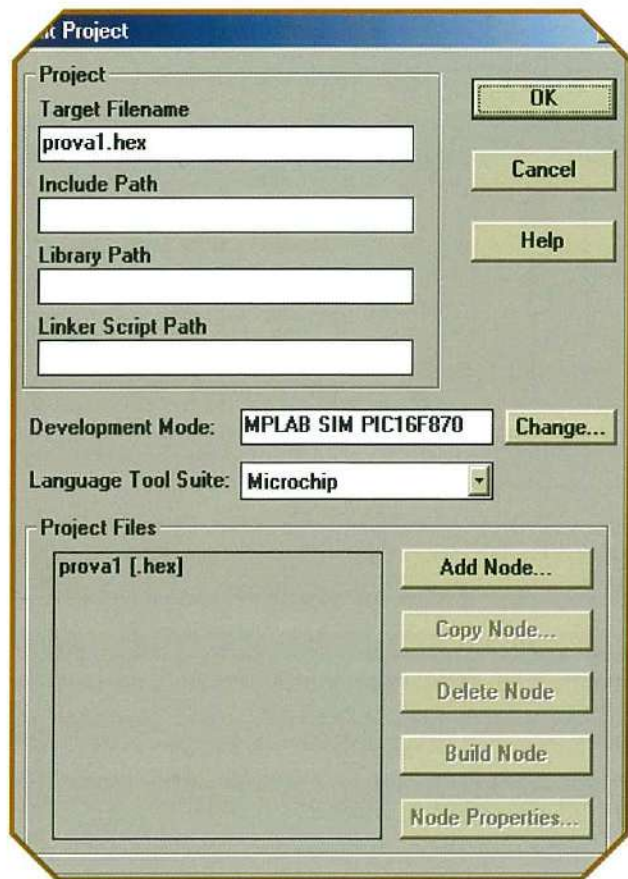 Project
Project
Target Filename
prova1.hex
Include Path
Library Path
Linker Script Path
OK
Cancel
Help
Development Mode: MPLAB SIM PIC16F870 Change...
Language Tool Suite: Microchip
Project Files
prova1 [.hex]
Add Node...
Copy Node...
Delete Node
Build Node
Node Properties...